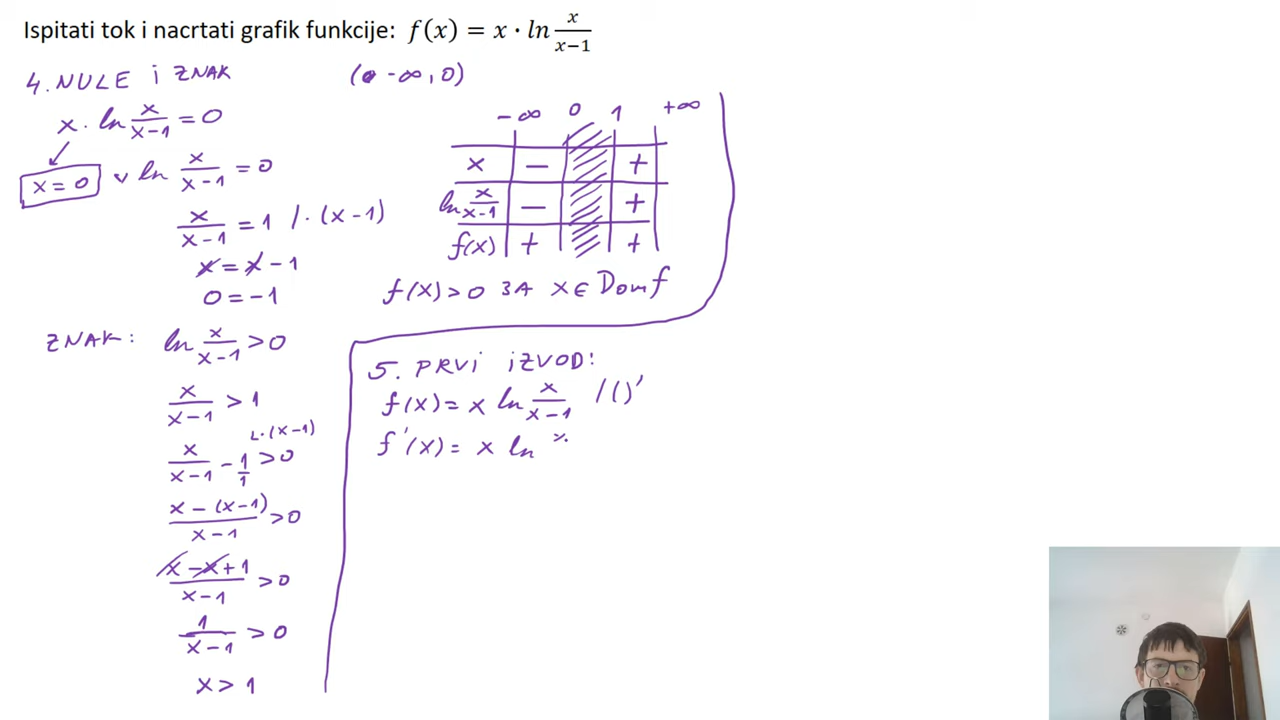 Ispitati tok i nacrtati grafik funkcije: f(x) = x · ln x/(x−1)
4. NULE i ZNAK
x · ln x/(x−1) = 0
x = 0 ∨ ln x/(x−1) = 0
x/(x−1) = 1 / · (x−1)
x = x − 1
0 = −1
ZNAK: ln x/(x−1) > 0
x/(x−1) > 1
x/(x−1) − 1/1 > 0
∟·(x−1)
(x − (x−1))/(x−1) > 0
(x − x + 1)/(x−1) > 0
1/(x−1) > 0
x > 1
(−∞, 0)
−∞ 0 1 +∞
x − +
ln x/(x−1) − +
f(x) + +
f(x) > 0 ЗА x ∈ Domf
5. PRVi iZVOD:
f(x) = x ln x/(x−1) /()'
f'(x) = x ln x